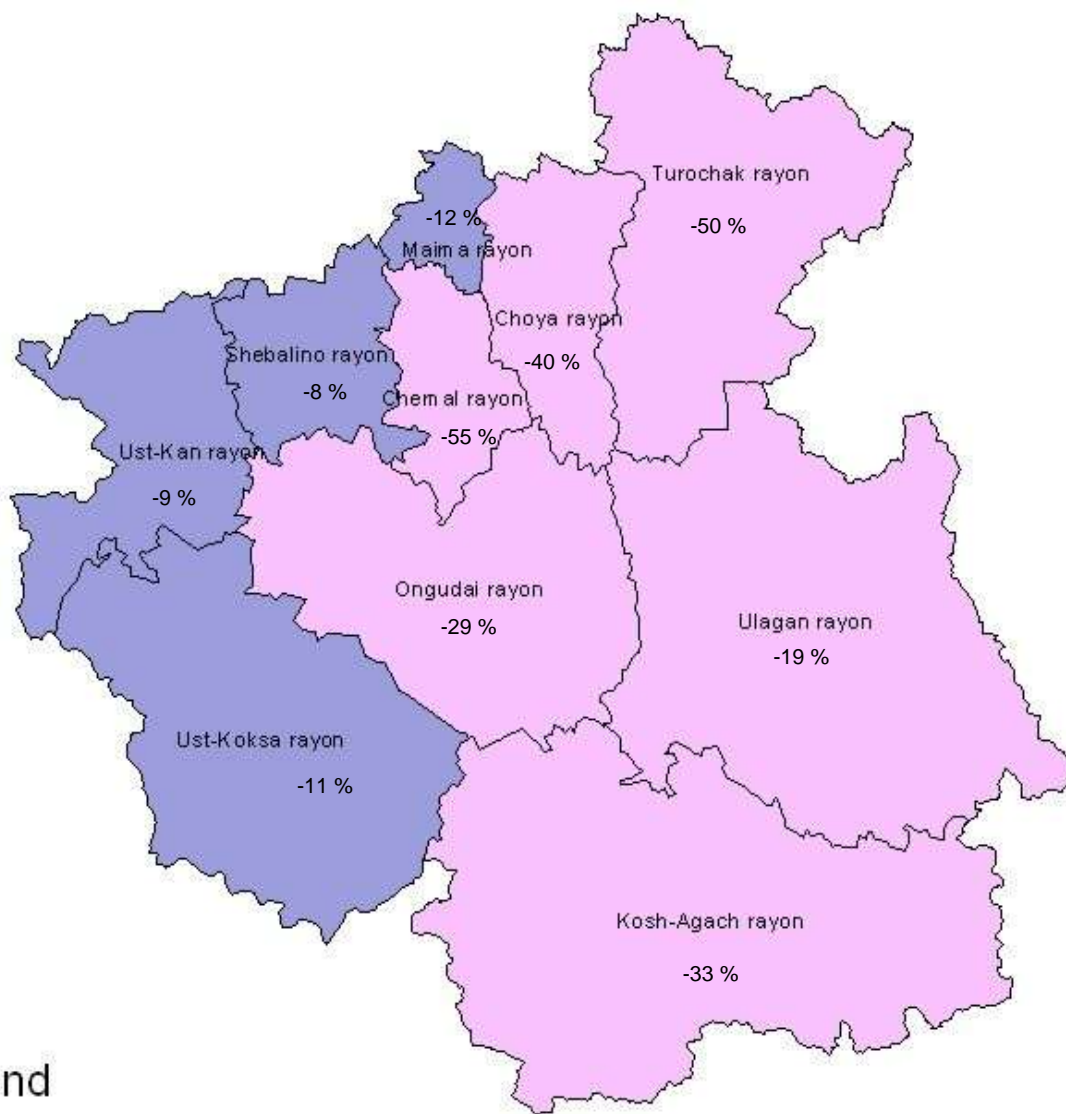 Turochak rayon
-50 %
-12 %
Maima rayon
Choya rayon
-40 %
Shebalino rayon
-8 %
Chemal rayon
-55 %
Ust-Kan rayon
-9 %
Ongudai rayon
-29 %
Ulagan rayon
-19 %
Ust-Koksa rayon
-11 %
Kosh-Agach rayon
-33 %
nd